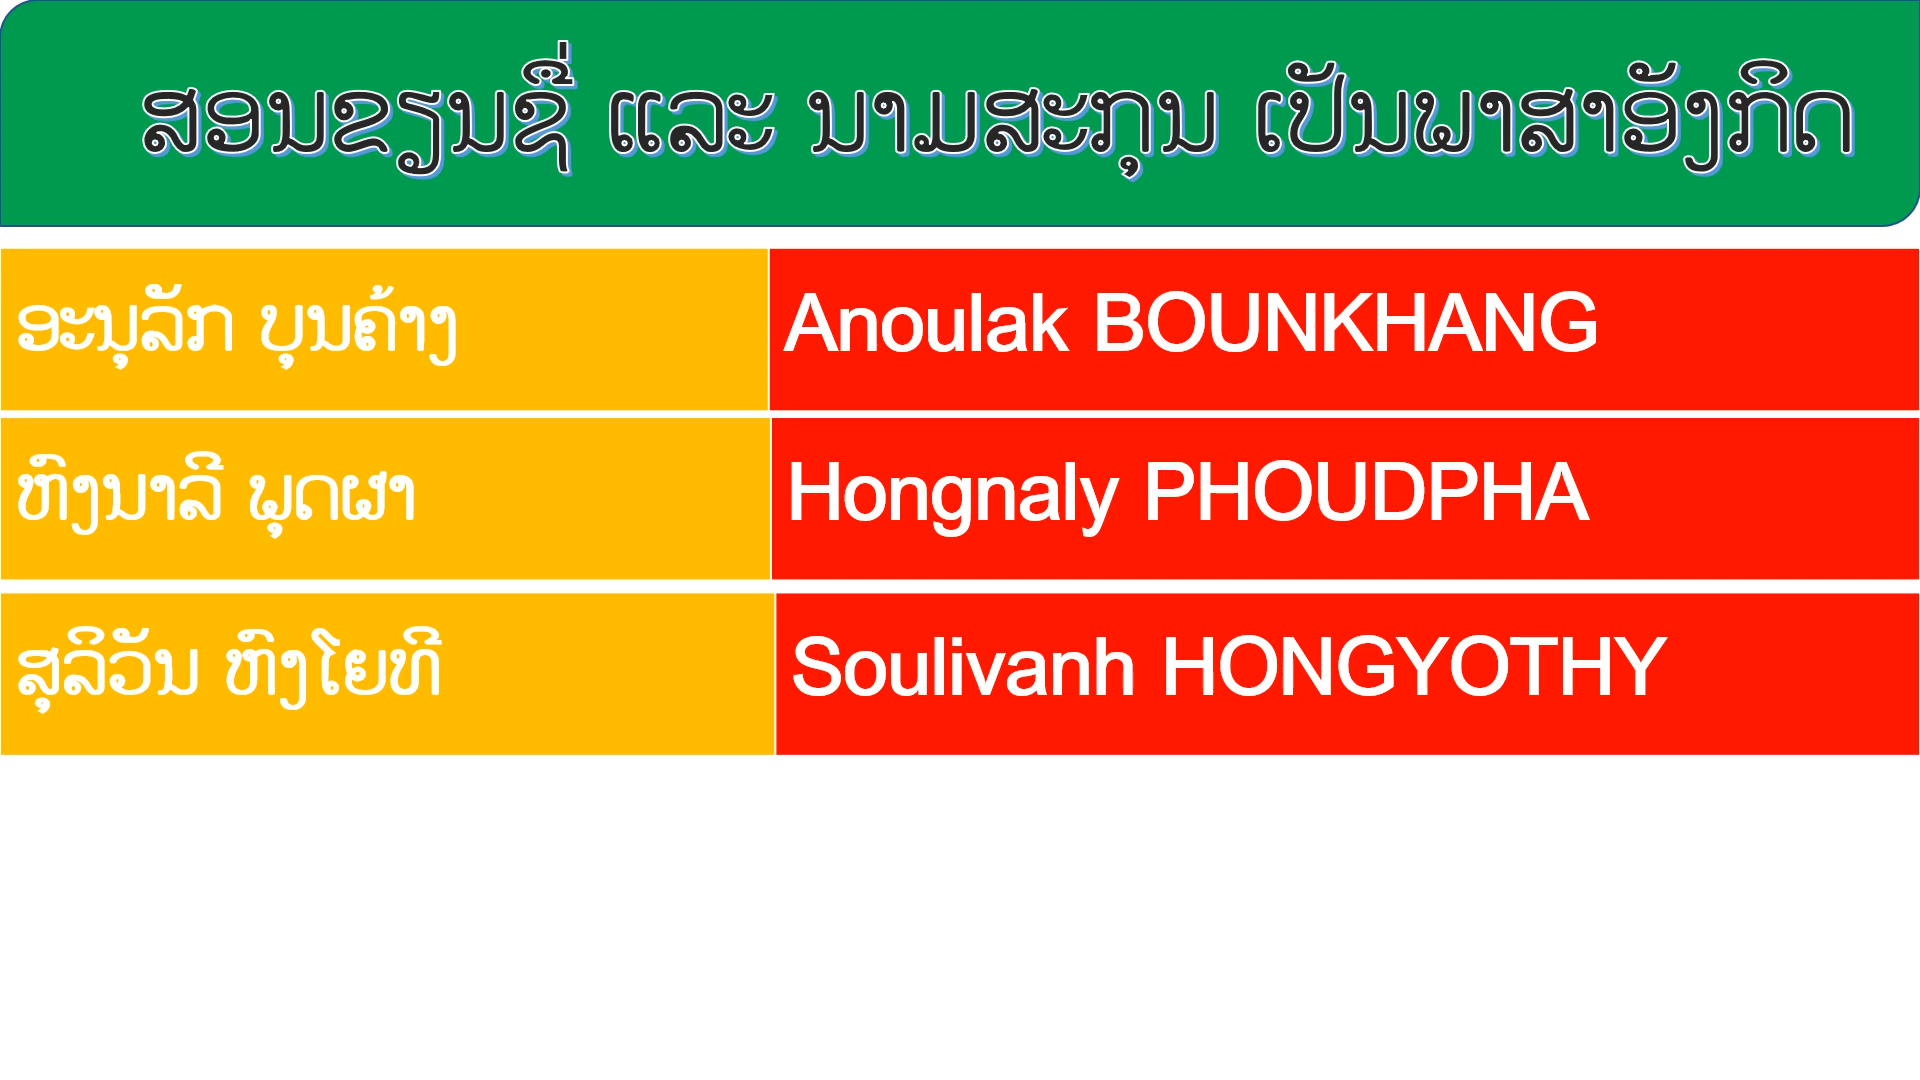 ສອນຂຽນຊື່ ແລະ ນາມສະກຸນ ເປັນພາສາອັງກິດ
ອະນຸລັກ ບຸນຄ້າງ Anoulak BOUNKHANG
ຫົງນາລີ ພຸດຜາ Hongnaly PHOUDPHA
ສຸລິວັນ ຫົງໂຍທີ Soulivanh HONGYOTHY